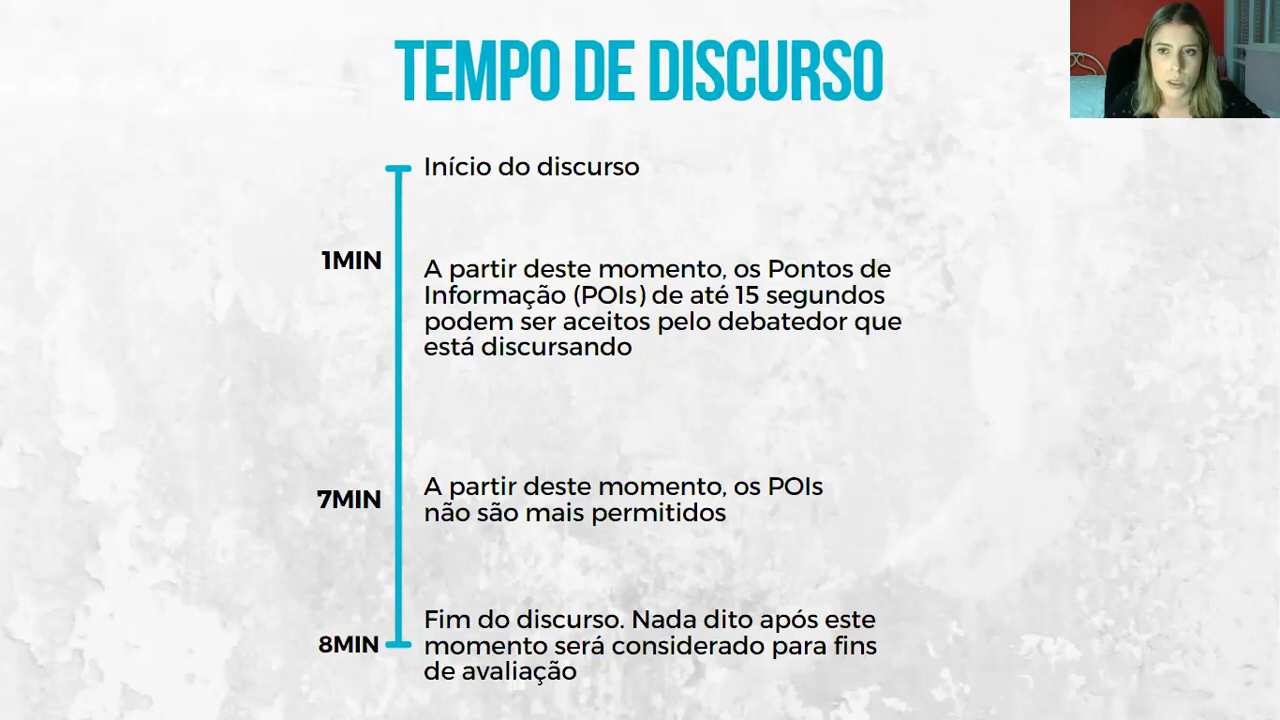 TEMPO DE DISCURSO
Início do discurso
1MIN
A partir deste momento, os Pontos de
Informação (POIs) de até 15 segundos
podem ser aceitos pelo debatedor que
está discursando
7MIN
A partir deste momento, os POIs
não são mais permitidos
8MIN
Fim do discurso. Nada dito após este
momento será considerado para fins
de avaliação